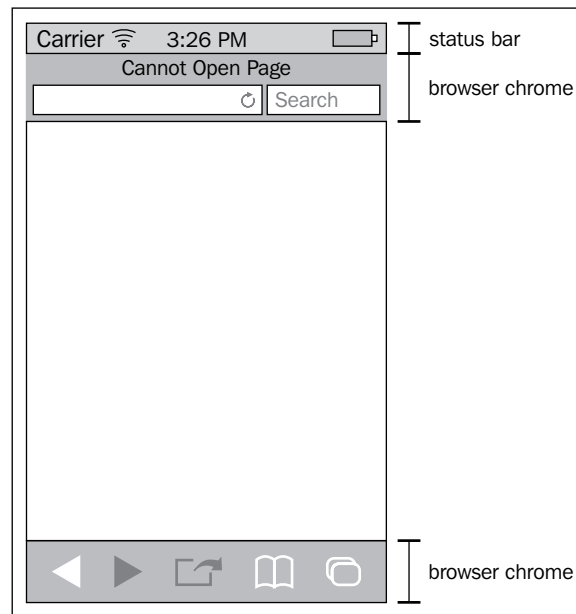 Carrier 3:26 PM
status bar
Cannot Open Page
browser chrome
Search
browser chrome